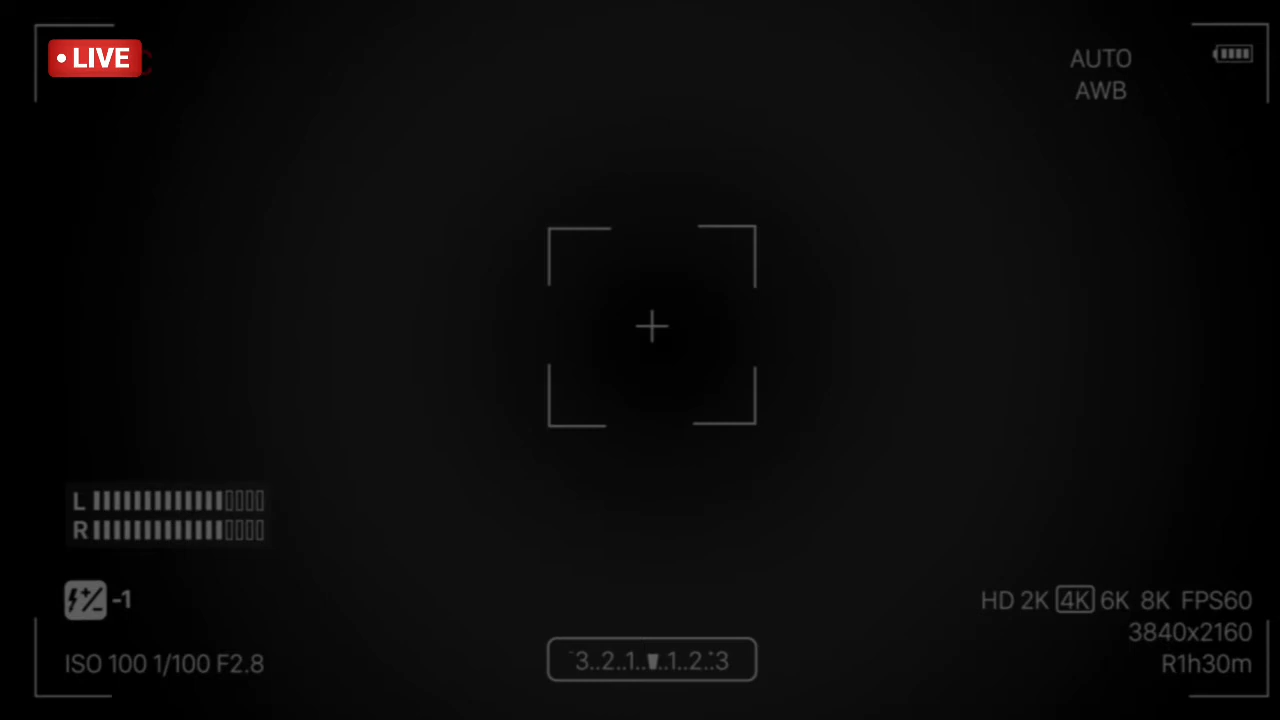 • LIVE
AUTO
AWB
L
R
-1
HD 2K 4K 6K 8K FPS60
3840x2160
ISO 100 1/100 F2.8
3..2..1..▼..1..2..3
R1h30m